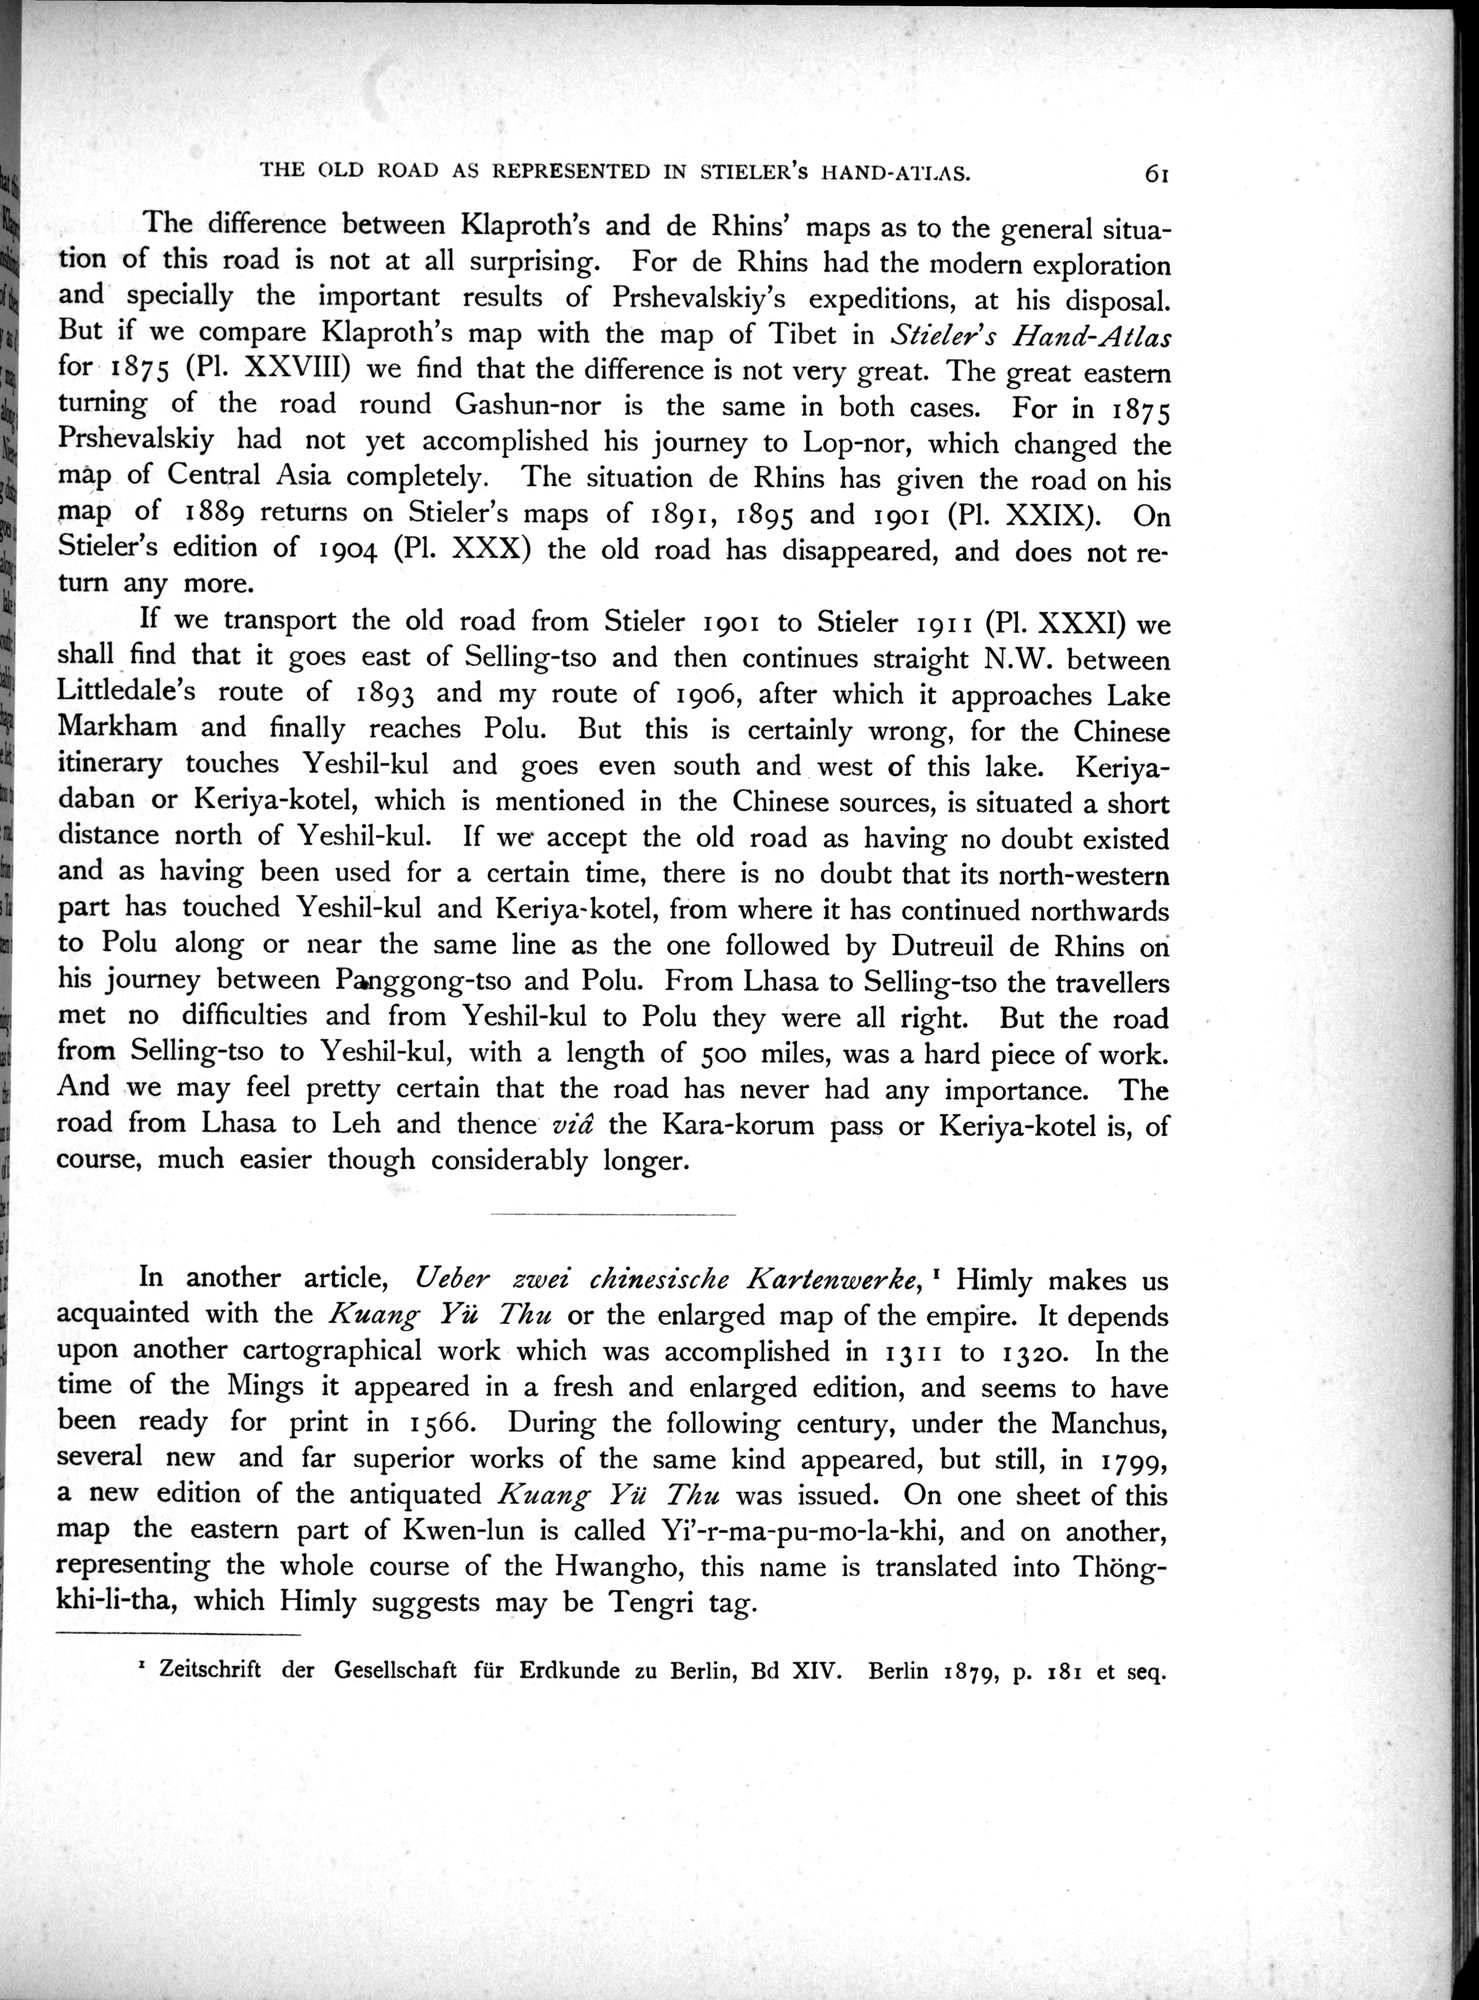 THE OLD ROAD AS REPRESENTED IN STIELER'S HAND-ATLAS. 61
The difference between Klaproth's and de Rhins' maps as to the general situa-
tion of this road is not at all surprising. For de Rhins had the modern exploration
and specially the important results of Prshevalskiy's expeditions, at his disposal.
But if we compare Klaproth's map with the map of Tibet in Stieler's Hand-Atlas
for 1875 (Pl. XXVIII) we find that the difference is not very great. The great eastern
turning of the road round Gashun-nor is the same in both cases. For in 1875
Prshevalskiy had not yet accomplished his journey to Lop-nor, which changed the
map of Central Asia completely. The situation de Rhins has given the road on his
map of 1889 returns on Stieler's maps of 1891, 1895 and 1901 (Pl. XXIX). On
Stieler's edition of 1904 (Pl. XXX) the old road has disappeared, and does not re-
turn any more.
If we transport the old road from Stieler 1901 to Stieler 1911 (Pl. XXXI) we
shall find that it goes east of Selling-tso and then continues straight N.W. between
Littledale's route of 1893 and my route of 1906, after which it approaches Lake
Markham and finally reaches Polu. But this is certainly wrong, for the Chinese
itinerary touches Yeshil-kul and goes even south and west of this lake. Keriya-
daban or Keriya-kotel, which is mentioned in the Chinese sources, is situated a short
distance north of Yeshil-kul. If we accept the old road as having no doubt existed
and as having been used for a certain time, there is no doubt that its north-western
part has touched Yeshil-kul and Keriya-kotel, from where it has continued northwards
to Polu along or near the same line as the one followed by Dutreuil de Rhins on
his journey between Panggong-tso and Polu. From Lhasa to Selling-tso the travellers
met no difficulties and from Yeshil-kul to Polu they were all right. But the road
from Selling-tso to Yeshil-kul, with a length of 500 miles, was a hard piece of work.
And we may feel pretty certain that the road has never had any importance. The
road from Lhasa to Leh and thence viâ the Kara-korum pass or Keriya-kotel is, of
course, much easier though considerably longer.
In another article, Ueber zwei chinesische Kartenwerke,¹ Himly makes us
acquainted with the Kuang Yü Thu or the enlarged map of the empire. It depends
upon another cartographical work which was accomplished in 1311 to 1320. In the
time of the Mings it appeared in a fresh and enlarged edition, and seems to have
been ready for print in 1566. During the following century, under the Manchus,
several new and far superior works of the same kind appeared, but still, in 1799,
a new edition of the antiquated Kuang Yü Thu was issued. On one sheet of this
map the eastern part of Kwen-lun is called Yi'-r-ma-pu-mo-la-khi, and on another,
representing the whole course of the Hwangho, this name is translated into Thöng-
khi-li-tha, which Himly suggests may be Tengri tag.
¹ Zeitschrift der Gesellschaft für Erdkunde zu Berlin, Bd XIV. Berlin 1879, p. 181 et seq.